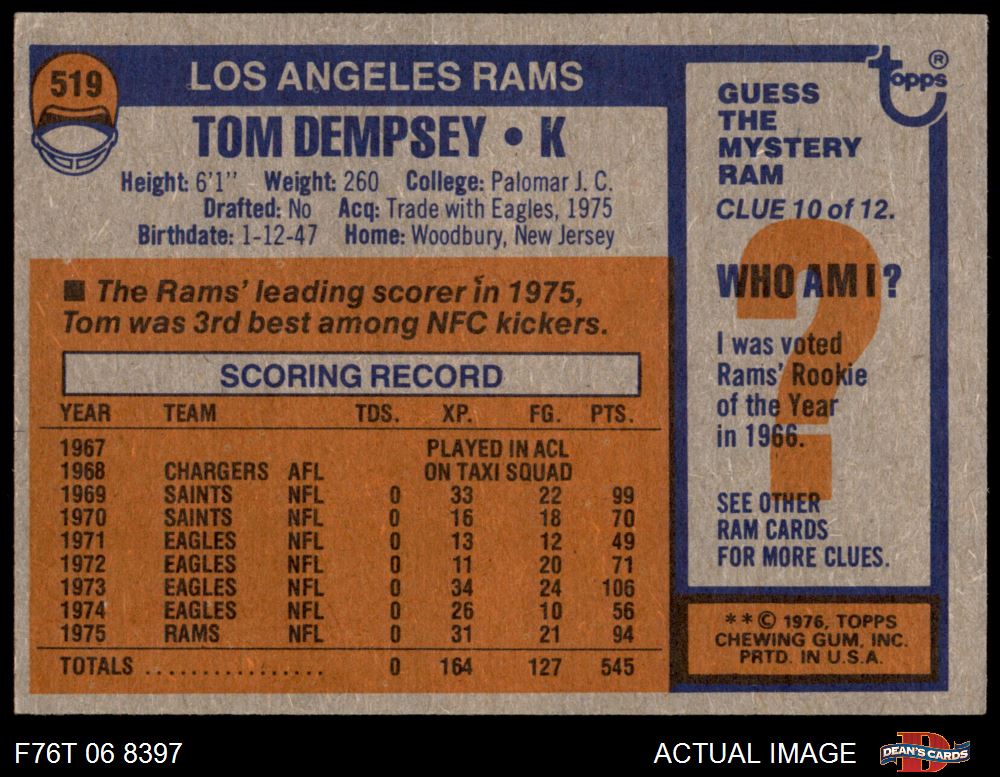 519
LOS ANGELES RAMS
TOM DEMPSEY • K
Height: 6'1" Weight: 260 College: Palomar J. C.
Drafted: No Acq: Trade with Eagles, 1975
Birthdate: 1-12-47 Home: Woodbury, New Jersey
■ The Rams' leading scorer in 1975,
Tom was 3rd best among NFC kickers.
SCORING RECORD
YEAR TEAM TDS. XP. FG. PTS.
1967 PLAYED IN ACL
1968 CHARGERS AFL ON TAXI SQUAD
1969 SAINTS NFL 0 33 22 99
1970 SAINTS NFL 0 16 18 70
1971 EAGLES NFL 0 13 12 49
1972 EAGLES NFL 0 11 20 71
1973 EAGLES NFL 0 34 24 106
1974 EAGLES NFL 0 26 10 56
1975 RAMS NFL 0 31 21 94
TOTALS ................ 0 164 127 545
topps ®
GUESS
THE
MYSTERY
RAM
CLUE 10 of 12.
?
WHO AM I?
I was voted
Rams' Rookie
of the Year
in 1966.
SEE OTHER
RAM CARDS
FOR MORE CLUES.
**© 1976, TOPPS
CHEWING GUM, INC.
PRTD. IN U.S.A.
F76T 06 8397
ACTUAL IMAGE
D
DEAN'S CARDS